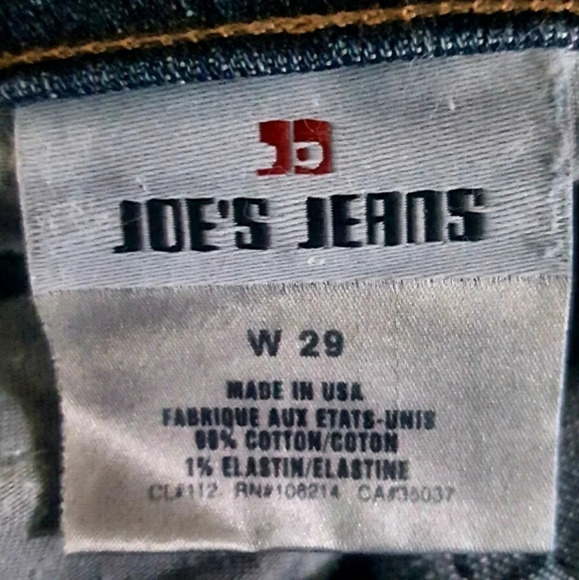 JOE'S JEANS
W 29
MADE IN USA
FABRIQUE AUX ETATS-UNIS
COTTON/COTON
1% ELASTIN/ELASTINE
CL#112 RN#108214 CA#35037